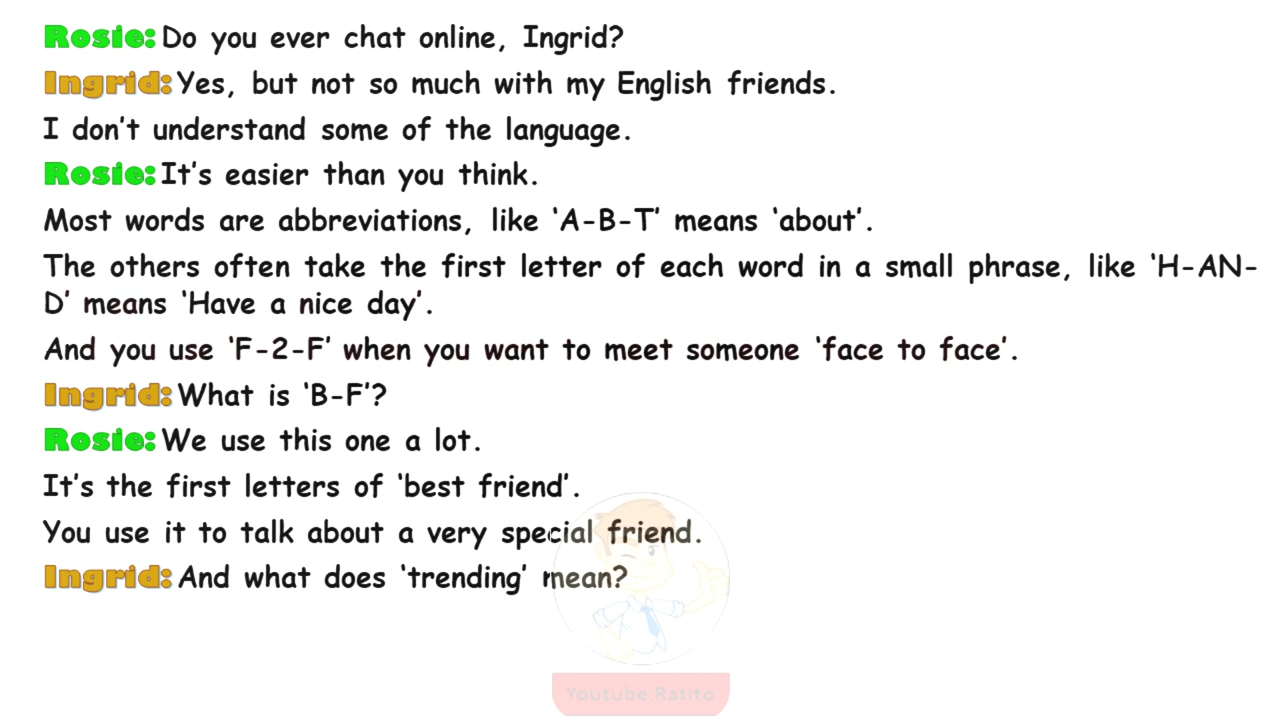 Rosie: Do you ever chat online, Ingrid?
Ingrid: Yes, but not so much with my English friends.
I don't understand some of the language.
Rosie: It's easier than you think.
Most words are abbreviations, like ‘A-B-T’ means ‘about’.
The others often take the first letter of each word in a small phrase, like ‘H-AN-
D’ means ‘Have a nice day’.
And you use ‘F-2-F’ when you want to meet someone ‘face to face’.
Ingrid: What is ‘B-F’?
Rosie: We use this one a lot.
It's the first letters of ‘best friend’.
You use it to talk about a very special friend.
Ingrid: And what does ‘trending’ mean?
Youtube:Ratito